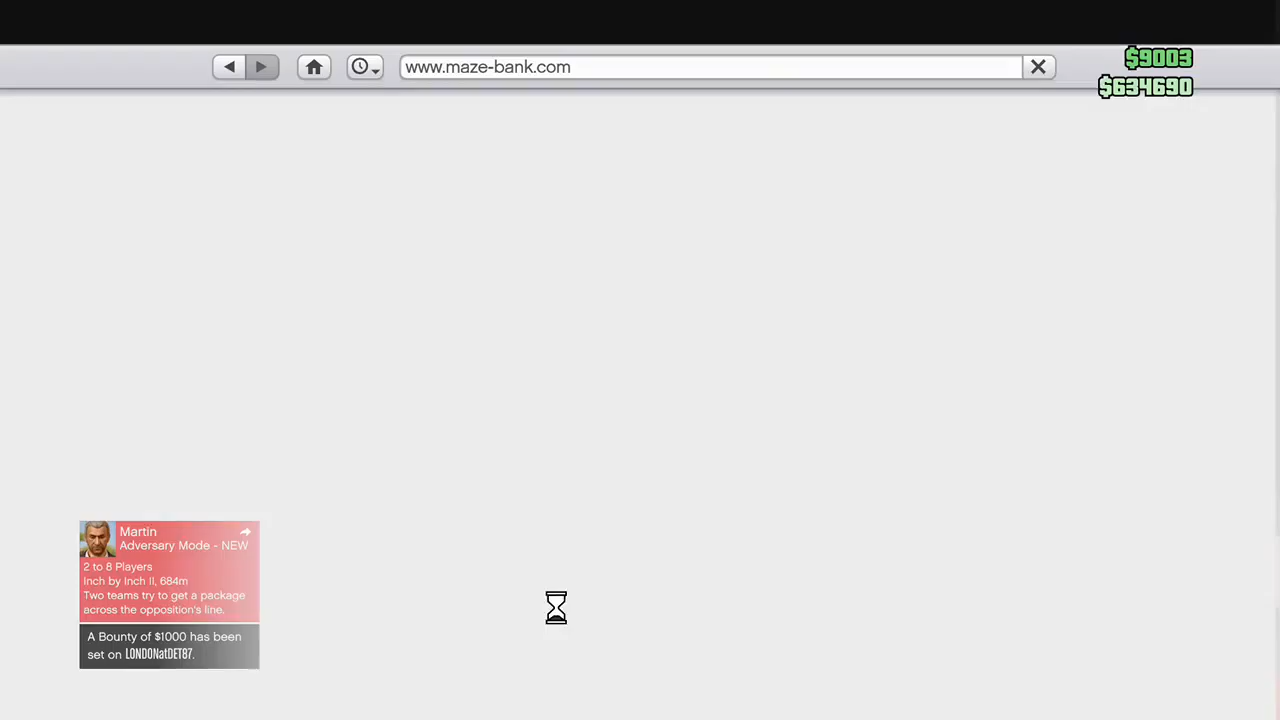 www.maze-bank.com
$9003
$634690
Martin
Adversary Mode - NEW
2 to 8 Players
Inch by Inch II, 684m
Two teams try to get a package
across the opposition's line.
A Bounty of $1000 has been
set on LONDONatDET87.